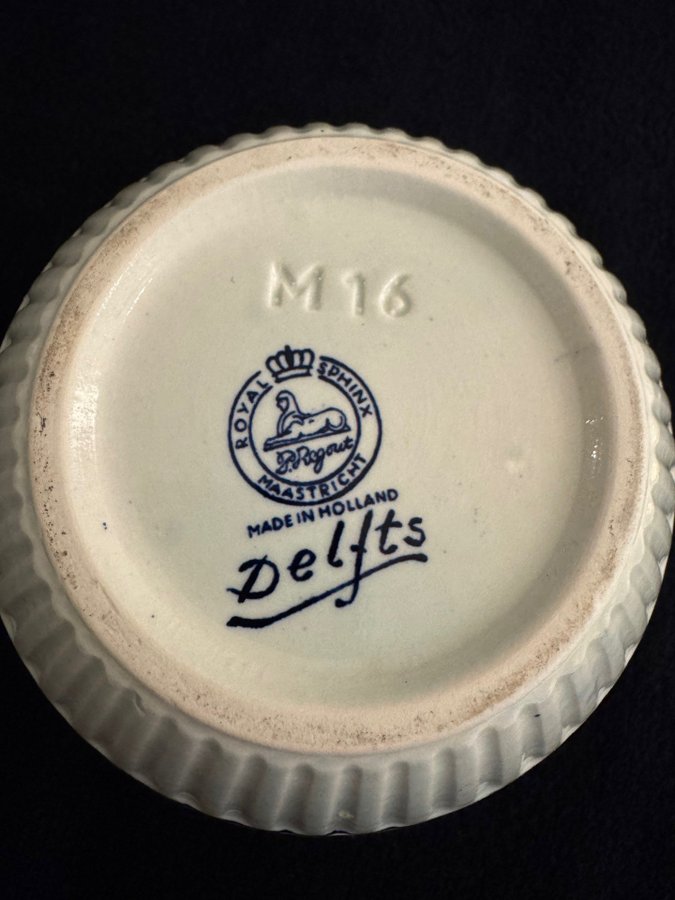 M 16
ROYAL SPHINX
P. Regout
MAASTRICHT
MADE IN HOLLAND
Delfts